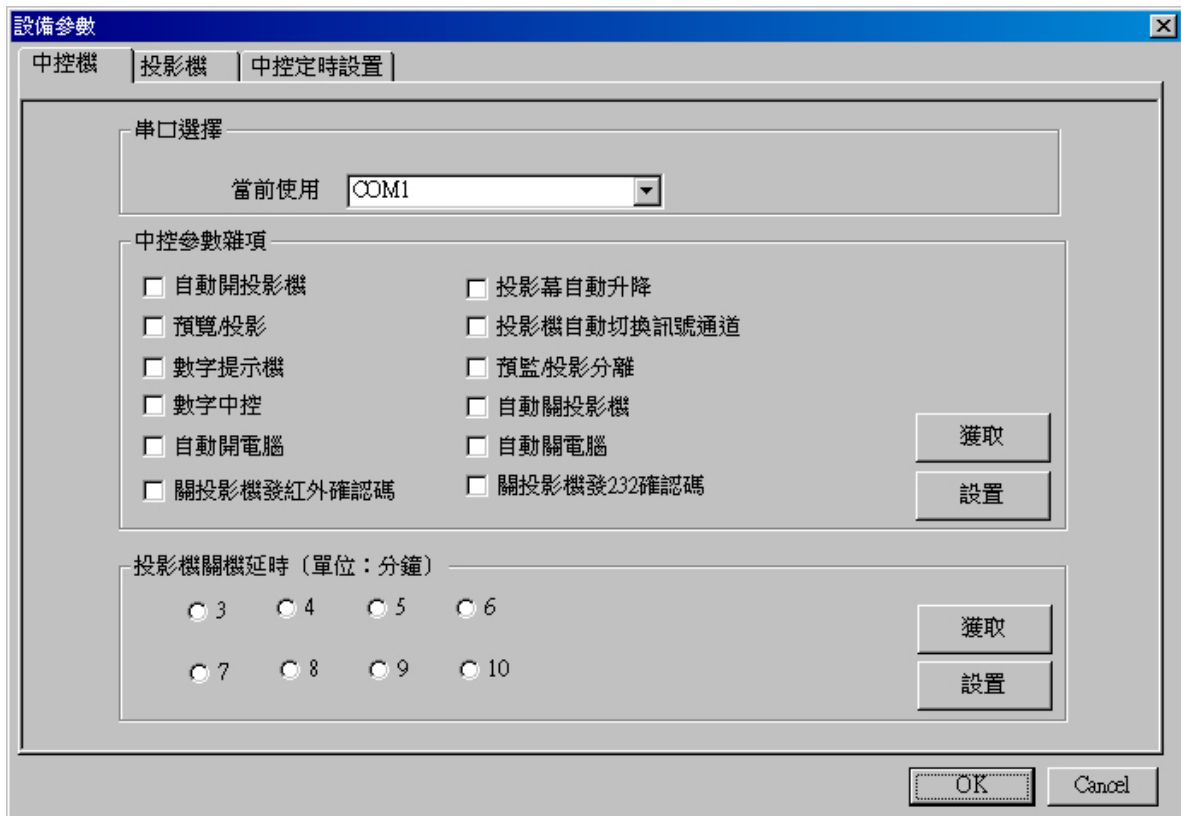 設備參數
中控機 投影機 中控定時設置
串口選擇
當前使用 COM1
中控參數雜項
自動開投影機 投影幕自動升降
預覽/投影 投影機自動切換訊號通道
數字提示機 預監/投影分離
數字中控 自動關投影機
自動開電腦 自動關電腦
關投影機發紅外確認碼 關投影機發232確認碼
獲取
設置
投影機關機延時（單位：分鐘）
3 4 5 6
7 8 9 10
獲取
設置
OK Cancel